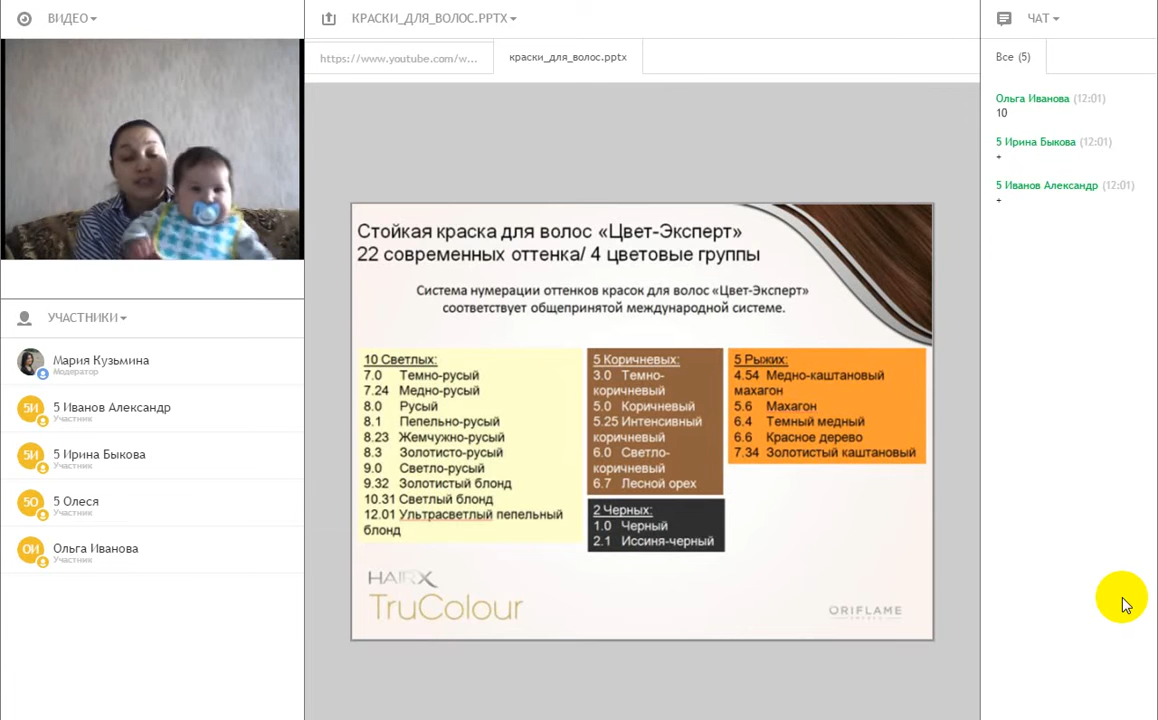 ВИДЕО
КРАСКИ_ДЛЯ_ВОЛОС.PPTX
ЧАТ
https://www.youtube.com/w...
краски_для_волос.pptx
Все (5)
Ольга Иванова (12:01)
10
5 Ирина Быкова (12:01)
+
5 Иванов Александр (12:01)
+
УЧАСТНИКИ
Мария Кузьмина
Модератор
5И
5 Иванов Александр
Участник
5И
5 Ирина Быкова
Участник
5О
5 Олеся
Участник
ОИ
Ольга Иванова
Участник
Стойкая краска для волос «Цвет-Эксперт»
22 современных оттенка/ 4 цветовые группы
Система нумерации оттенков красок для волос «Цвет-Эксперт»
соответствует общепринятой международной системе.
10 Светлых:
7.0 Темно-русый
7.24 Медно-русый
8.0 Русый
8.1 Пепельно-русый
8.23 Жемчужно-русый
8.3 Золотисто-русый
9.0 Светло-русый
9.32 Золотистый блонд
10.31 Светлый блонд
12.01 Ультрасветлый пепельный
блонд
5 Коричневых:
3.0 Темно-
коричневый
5.0 Коричневый
5.25 Интенсивный
коричневый
6.0 Светло-
коричневый
6.7 Лесной орех
2 Черных:
1.0 Черный
2.1 Иссиня-черный
5 Рыжих:
4.54 Медно-каштановый
махагон
5.6 Махагон
6.4 Темный медный
6.6 Красное дерево
7.34 Золотистый каштановый
HAIRX
TruColour
ORIFLAME